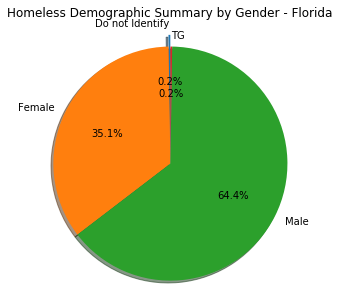 Homeless Demographic Summary by Gender - Florida
Do not Identify
TG
0.2%
0.2%
Female
35.1%
64.4%
Male